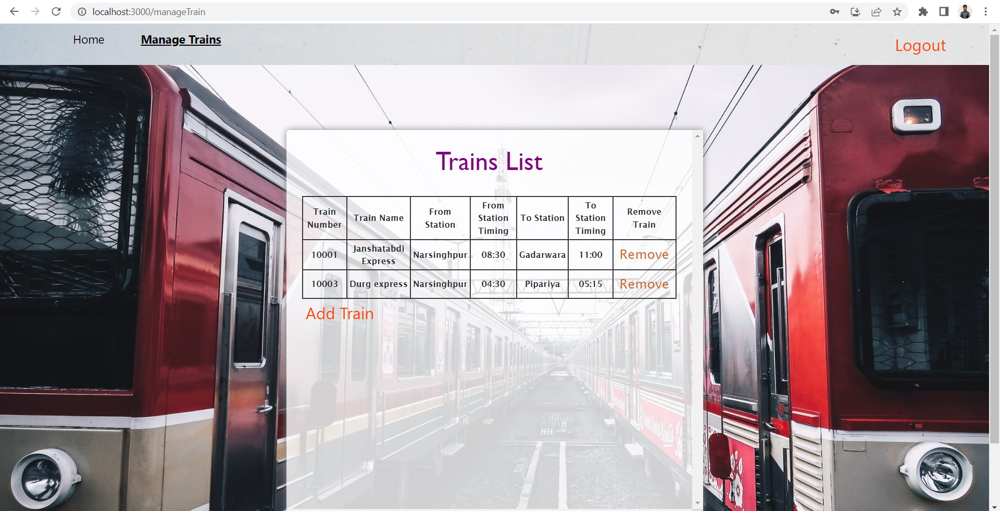 localhost:3000/manageTrain
Home Manage Trains Logout
Trains List
Train Number Train Name From Station From Station Timing To Station To Station Timing Remove Train
10001 Janshatabdi Express Narsinghpur 08:30 Gadarwara 11:00 Remove
10003 Durg express Narsinghpur 04:30 Pipariya 05:15 Remove
Add Train